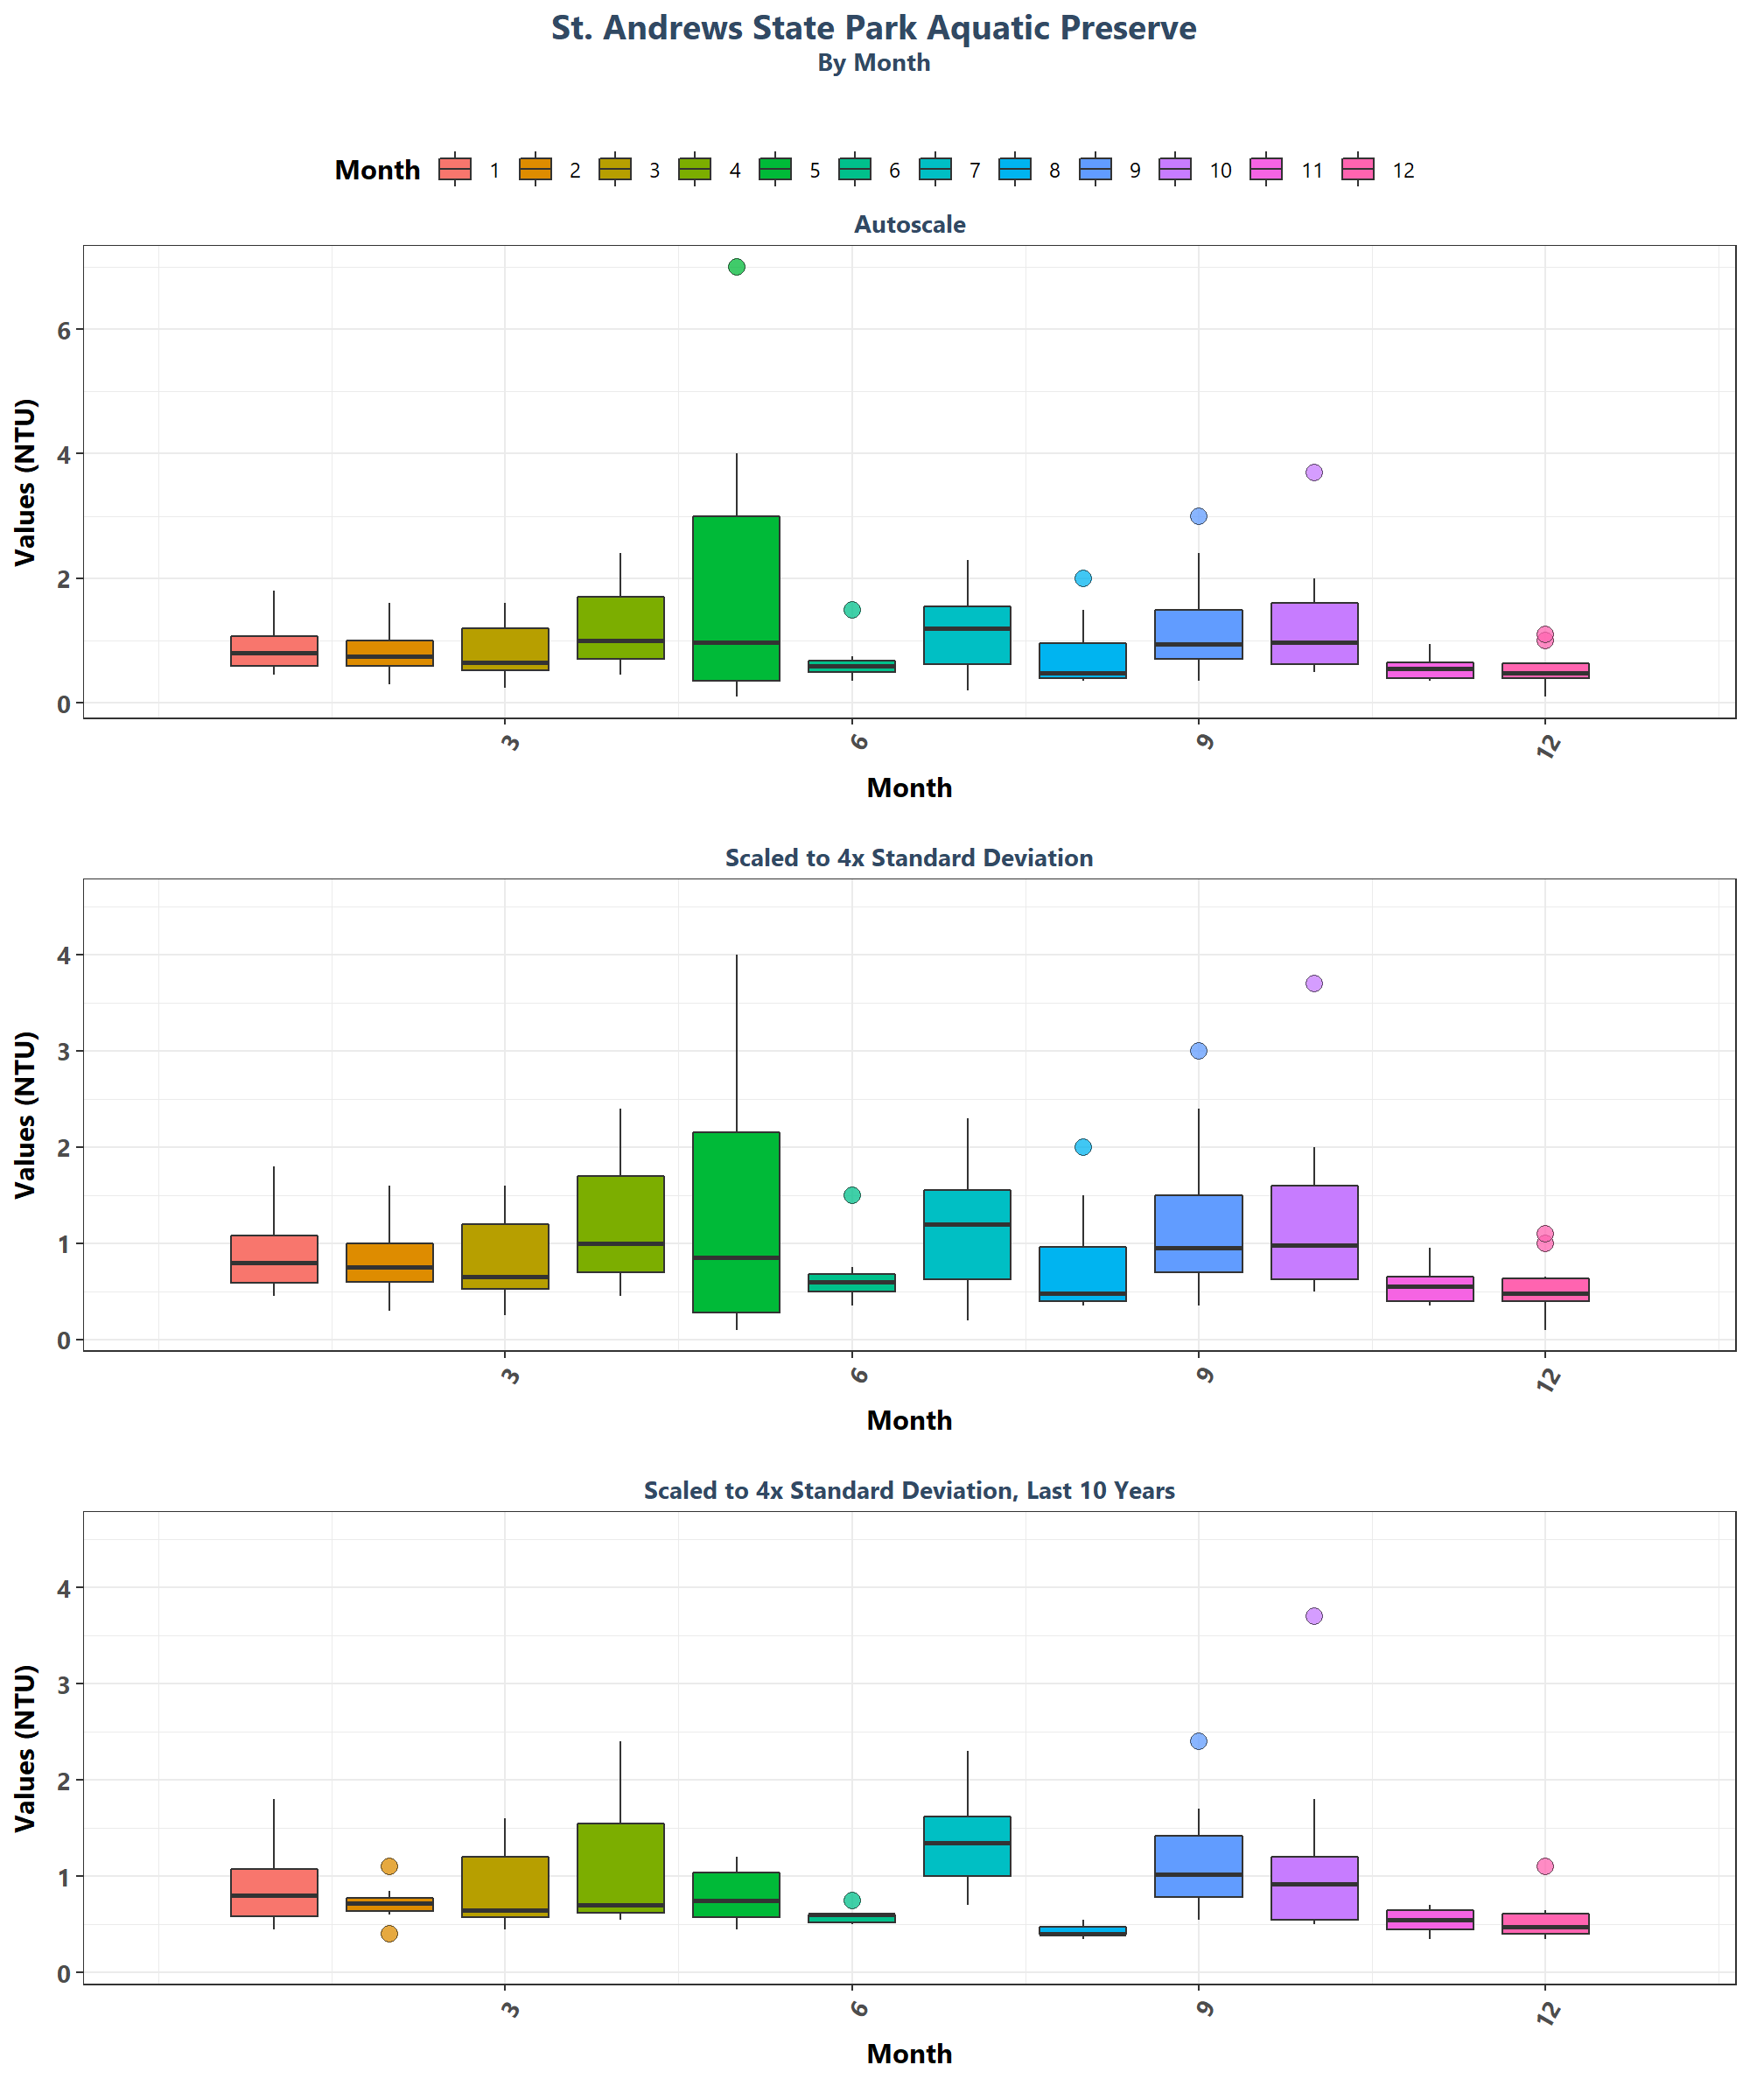 St. Andrews State Park Aquatic Preserve
By Month
Month 1 2 3 4 5 6 7 8 9 10 11 12
Autoscale
Values (NTU)
6
4
2
0
3 6 9 12
Month
Scaled to 4x Standard Deviation
Values (NTU)
4
3
2
1
0
3 6 9 12
Month
Scaled to 4x Standard Deviation, Last 10 Years
Values (NTU)
4
3
2
1
0
3 6 9 12
Month